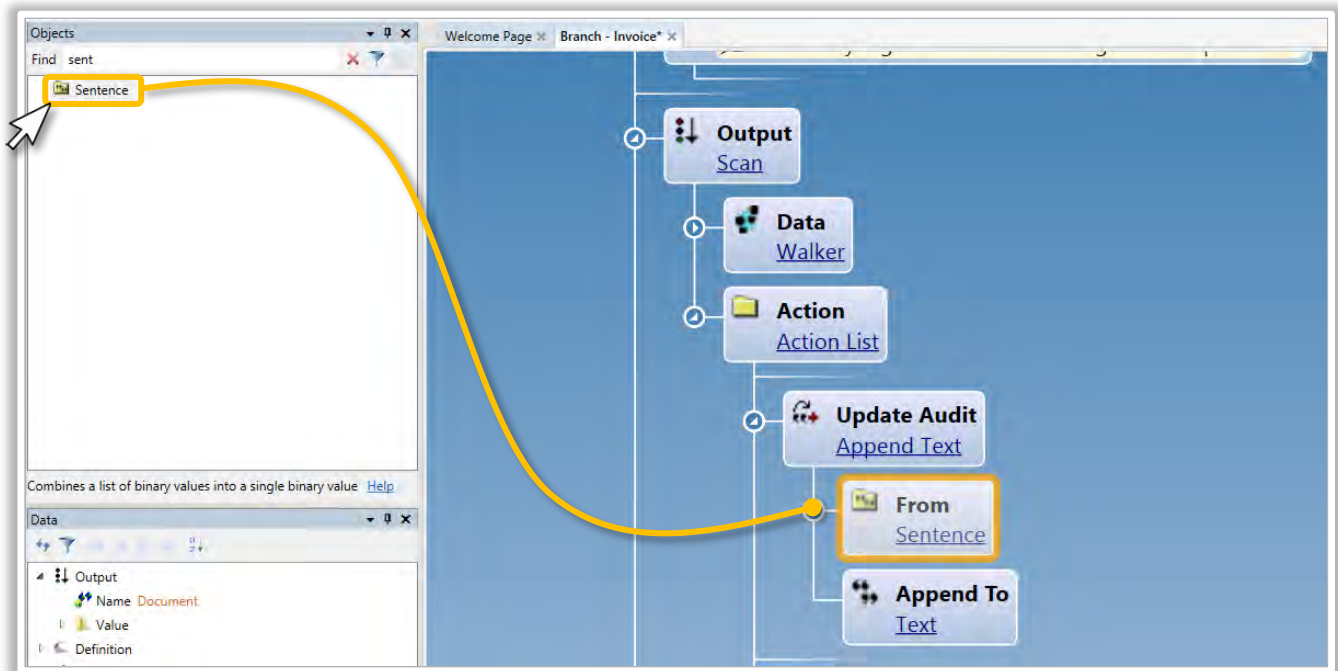 Objects
Find sent
Sentence
Combines a list of binary values into a single binary value Help
Data
Output
Name Document
Value
Definition
Welcome Page
Branch - Invoice*
Output
Scan
Data
Walker
Action
Action List
Update Audit
Append Text
From
Sentence
Append To
Text